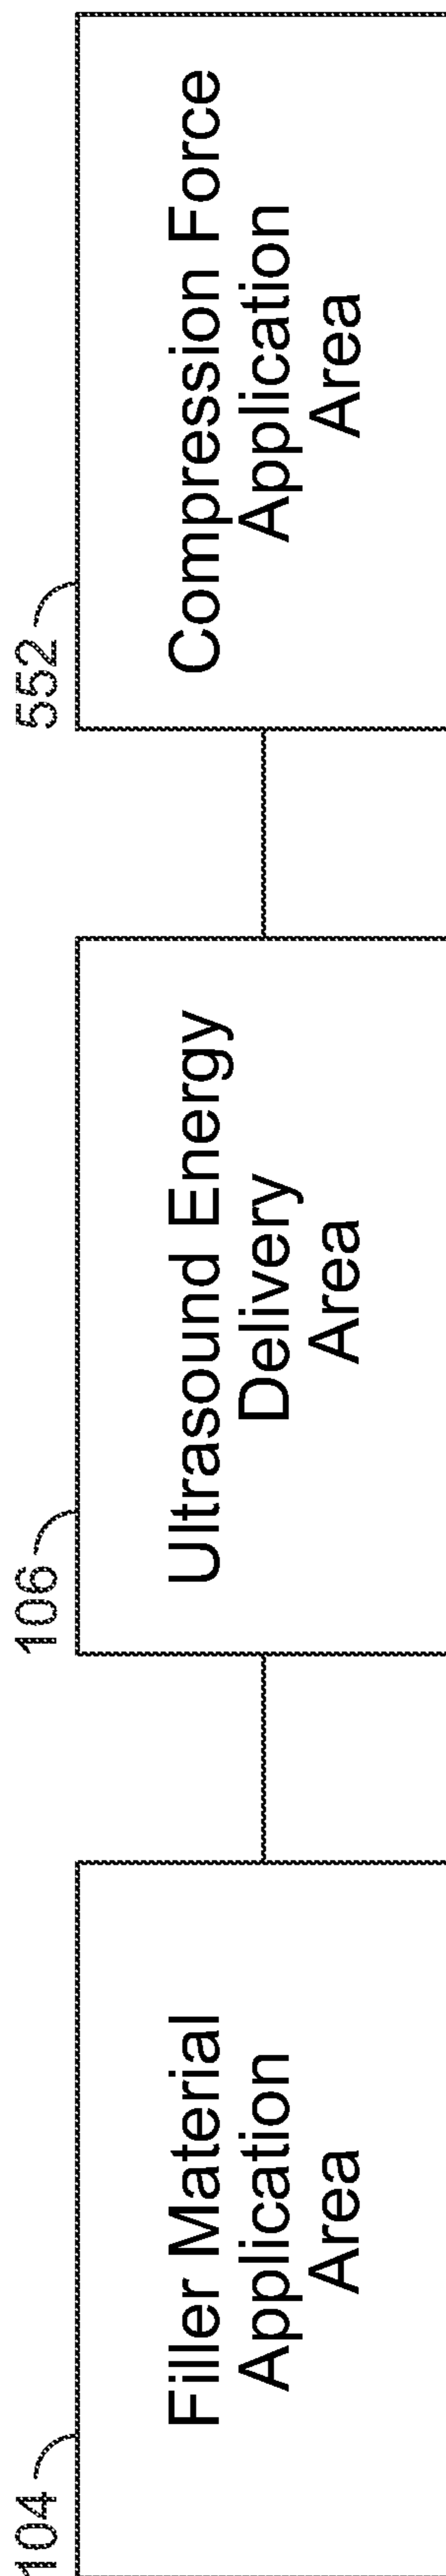 104
Filler Material
Application
Area
106
Ultrasound Energy
Delivery
Area
552
Compression Force
Application
Area